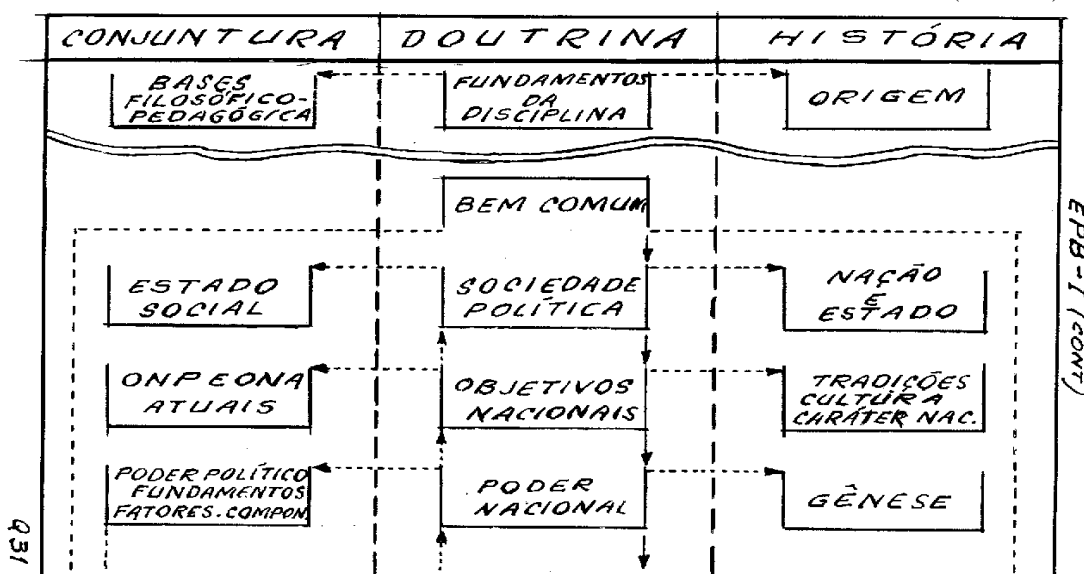 CONJUNTURA
DOUTRINA
HISTÓRIA
BASES
FILOSÓFICO-
PEDAGÓGICA
FUNDAMENTOS
DA
DISCIPLINA
ORIGEM
BEM COMUM
ESTADO
SOCIAL
SOCIEDADE
POLÍTICA
NAÇÃO
E
ESTADO
ONPEONA
ATUAIS
OBJETIVOS
NACIONAIS
TRADIÇÕES
CULTURA
CARÁTER NAC.
PODER POLÍTICO
FUNDAMENTOS
FATORES. COMPON.
PODER
NACIONAL
GÊNESE
EPB-I (CONT)
Q31